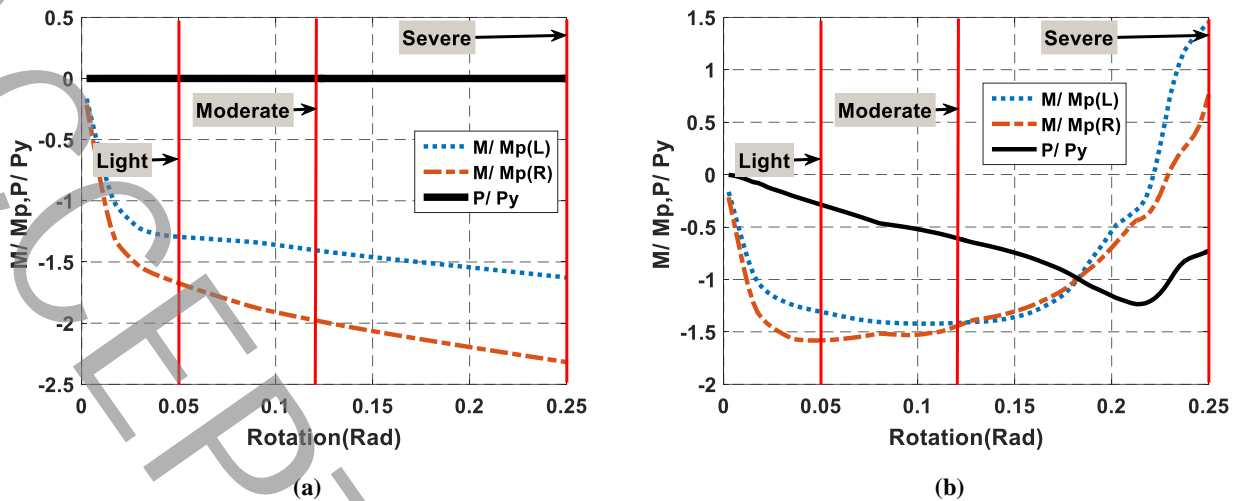 0.5
0
-0.5
-1
-1.5
-2
-2.5
M/ Mp,P/ Py
Severe
Moderate
Light
M/ Mp(L)
M/ Mp(R)
P/ Py
0 0.05 0.1 0.15 0.2 0.25
Rotation(Rad)
(a)
1.5
1
0.5
0
-0.5
-1
-1.5
-2
M/ Mp,P/ Py
Severe
Moderate
Light
M/ Mp(L)
M/ Mp(R)
P/ Py
0 0.05 0.1 0.15 0.2 0.25
Rotation(Rad)
(b)
CCEP